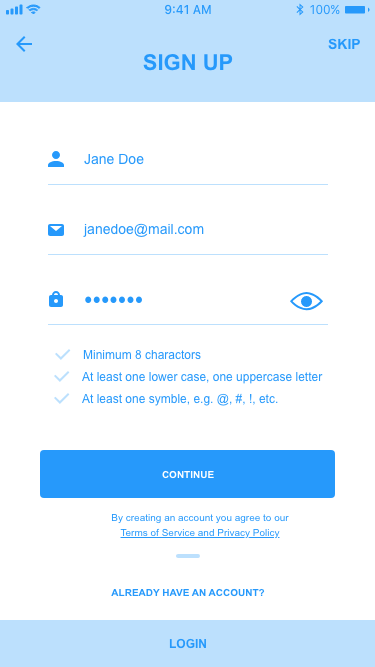 9:41 AM 100%
SKIP
SIGN UP
Jane Doe
janedoe@mail.com
•••••••
Minimum 8 charactors
At least one lower case, one uppercase letter
At least one symble, e.g. @, #, !, etc.
CONTINUE
By creating an account you agree to our
Terms of Service and Privacy Policy
ALREADY HAVE AN ACCOUNT?
LOGIN